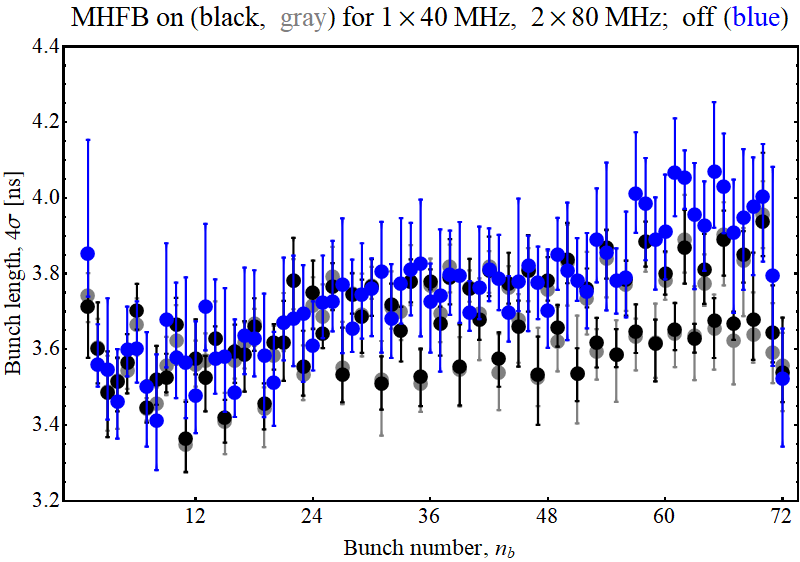 MHFB on (black, gray) for 1 × 40 MHz, 2 × 80 MHz; off (blue)
4.4
4.2
4.0
3.8
3.6
3.4
3.2
Bunch length, 4σ [ns]
12 24 36 48 60 72
Bunch number, n_b